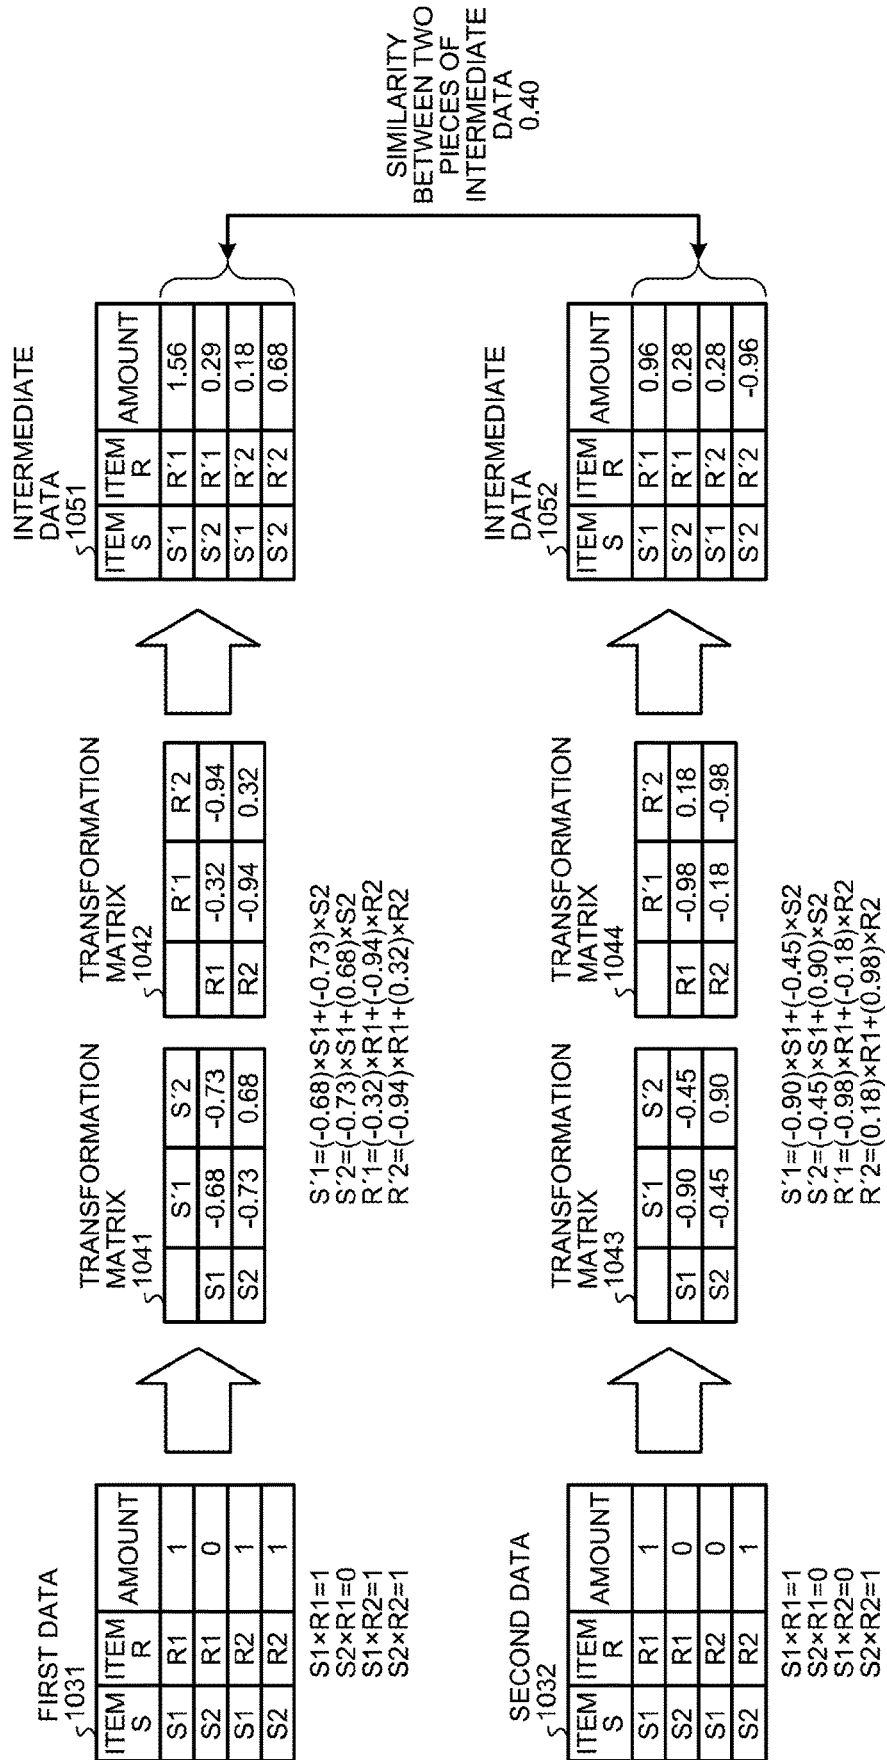 FIRST DATA
1031
ITEM S ITEM R AMOUNT
S1 R1 1
S2 R1 0
S1 R2 1
S2 R2 1
S1×R1=1
S2×R1=0
S1×R2=1
S2×R2=1
TRANSFORMATION
MATRIX
1041
S´1 S´2
S1 -0.68 -0.73
S2 -0.73 0.68
TRANSFORMATION
MATRIX
1042
R´1 R´2
R1 -0.32 -0.94
R2 -0.94 0.32
S´1=(-0.68)×S1+(-0.73)×S2
S´2=(-0.73)×S1+(0.68)×S2
R´1=(-0.32)×R1+(-0.94)×R2
R´2=(-0.94)×R1+(0.32)×R2
INTERMEDIATE
DATA
1051
ITEM S ITEM R AMOUNT
S´1 R´1 1.56
S´2 R´1 0.29
S´1 R´2 0.18
S´2 R´2 0.68
SIMILARITY
BETWEEN TWO
PIECES OF
INTERMEDIATE
DATA
0.40
SECOND DATA
1032
ITEM S ITEM R AMOUNT
S1 R1 1
S2 R1 0
S1 R2 0
S2 R2 1
S1×R1=1
S2×R1=0
S1×R2=0
S2×R2=1
TRANSFORMATION
MATRIX
1043
S´1 S´2
S1 -0.90 -0.45
S2 -0.45 0.90
TRANSFORMATION
MATRIX
1044
R´1 R´2
R1 -0.98 0.18
R2 -0.18 -0.98
S´1=(-0.90)×S1+(-0.45)×S2
S´2=(-0.45)×S1+(0.90)×S2
R´1=(-0.98)×R1+(-0.18)×R2
R´2=(0.18)×R1+(0.98)×R2
INTERMEDIATE
DATA
1052
ITEM S ITEM R AMOUNT
S´1 R´1 0.96
S´2 R´1 0.28
S´1 R´2 0.28
S´2 R´2 -0.96